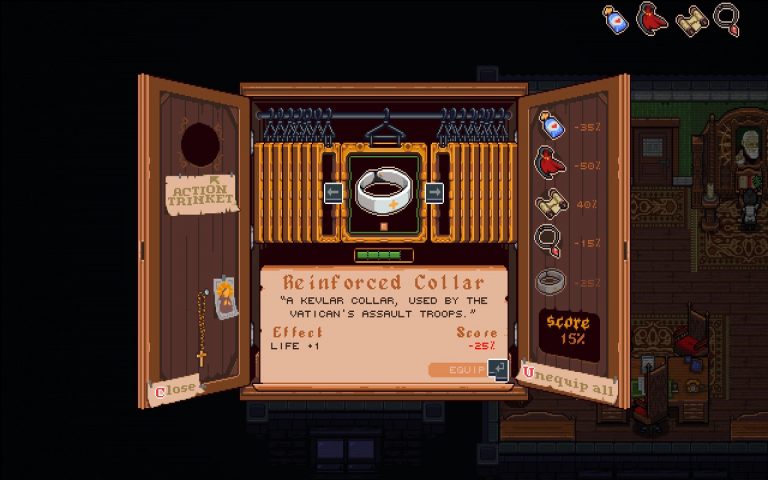 ACTION
TRINKET
-35%
-50%
40%
-15%
-25%
Reinforced Collar
"A KEVLAR COLLAR, USED BY THE
VATICAN'S ASSAULT TROOPS."
Effect Score
LIFE +1 -25%
EQUIP
score
15%
Close
Unequip all